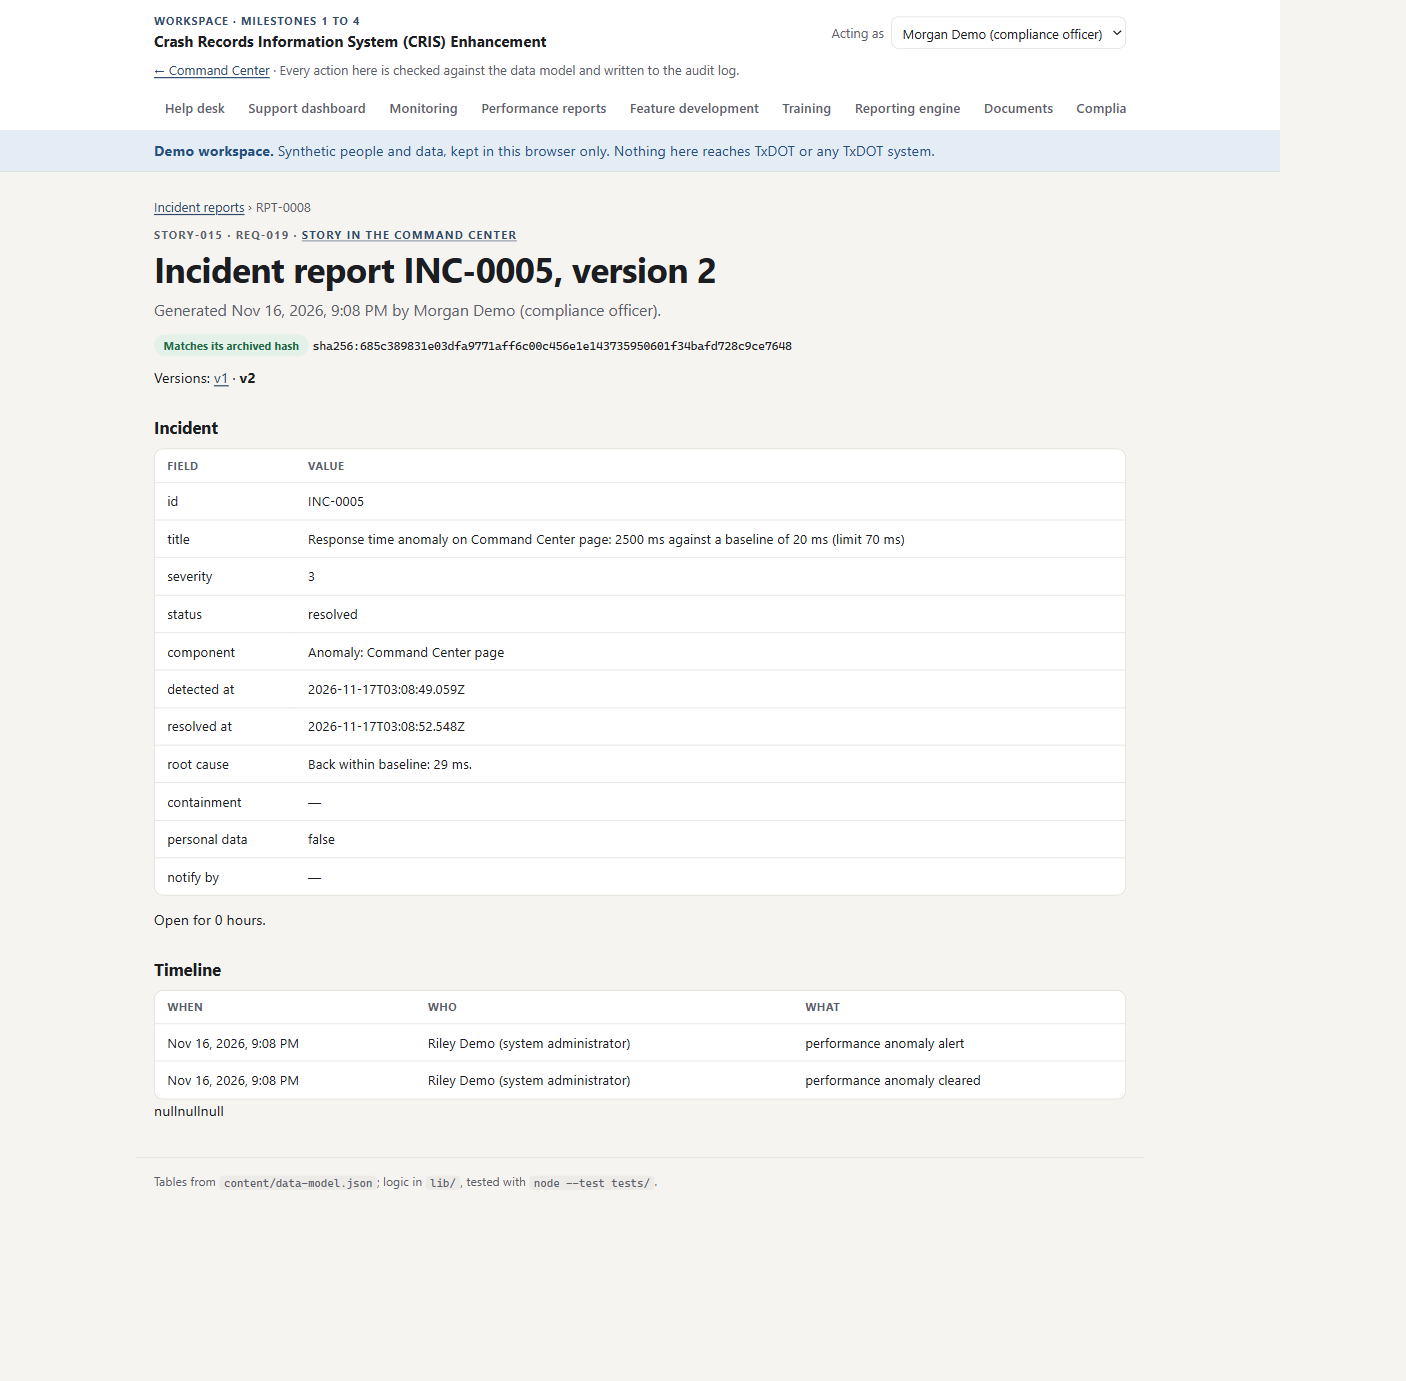 WORKSPACE · MILESTONES 1 TO 4
Crash Records Information System (CRIS) Enhancement
Acting as Morgan Demo (compliance officer)
← Command Center · Every action here is checked against the data model and written to the audit log.
Help desk Support dashboard Monitoring Performance reports Feature development Training Reporting engine Documents Complia
Demo workspace. Synthetic people and data, kept in this browser only. Nothing here reaches TxDOT or any TxDOT system.
Incident reports › RPT-0008
STORY-015 · REQ-019 · STORY IN THE COMMAND CENTER
Incident report INC-0005, version 2
Generated Nov 16, 2026, 9:08 PM by Morgan Demo (compliance officer).
Matches its archived hash sha256:685c389831e03dfa9771aff6c00c456e1e143735950601f34bafd728c9ce7648
Versions: v1 · v2
Incident
FIELD VALUE
id INC-0005
title Response time anomaly on Command Center page: 2500 ms against a baseline of 20 ms (limit 70 ms)
severity 3
status resolved
component Anomaly: Command Center page
detected at 2026-11-17T03:08:49.059Z
resolved at 2026-11-17T03:08:52.548Z
root cause Back within baseline: 29 ms.
containment —
personal data false
notify by —
Open for 0 hours.
Timeline
WHEN WHO WHAT
Nov 16, 2026, 9:08 PM Riley Demo (system administrator) performance anomaly alert
Nov 16, 2026, 9:08 PM Riley Demo (system administrator) performance anomaly cleared
nullnullnull
Tables from content/data-model.json; logic in lib/, tested with node --test tests/.